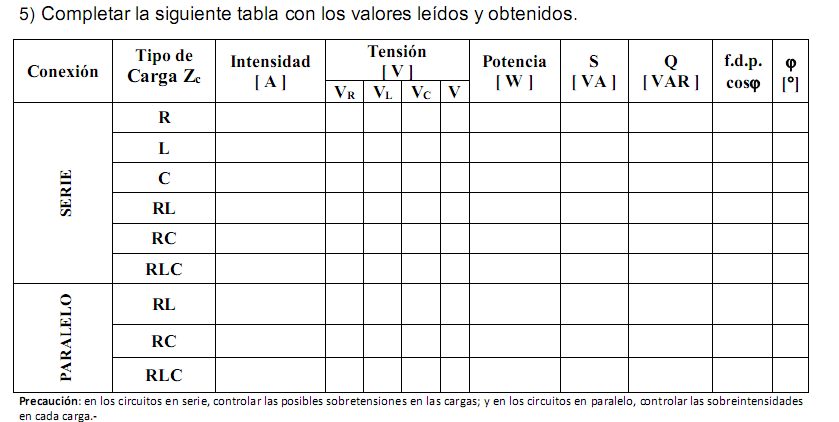 5) Completar la siguiente tabla con los valores leídos y obtenidos.
Conexión Tipo de Carga Zc Intensidad [ A ] Tensión [ V ] Potencia [ W ] S [ VA ] Q [ VAR ] f.d.p. cosφ φ [°]
VR VL VC V
SERIE
R
L
C
RL
RC
RLC
PARALELO
RL
RC
RLC
Precaución: en los circuitos en serie, controlar las posibles sobretensiones en las cargas; y en los circuitos en paralelo, controlar las sobreintensidades
en cada carga.-